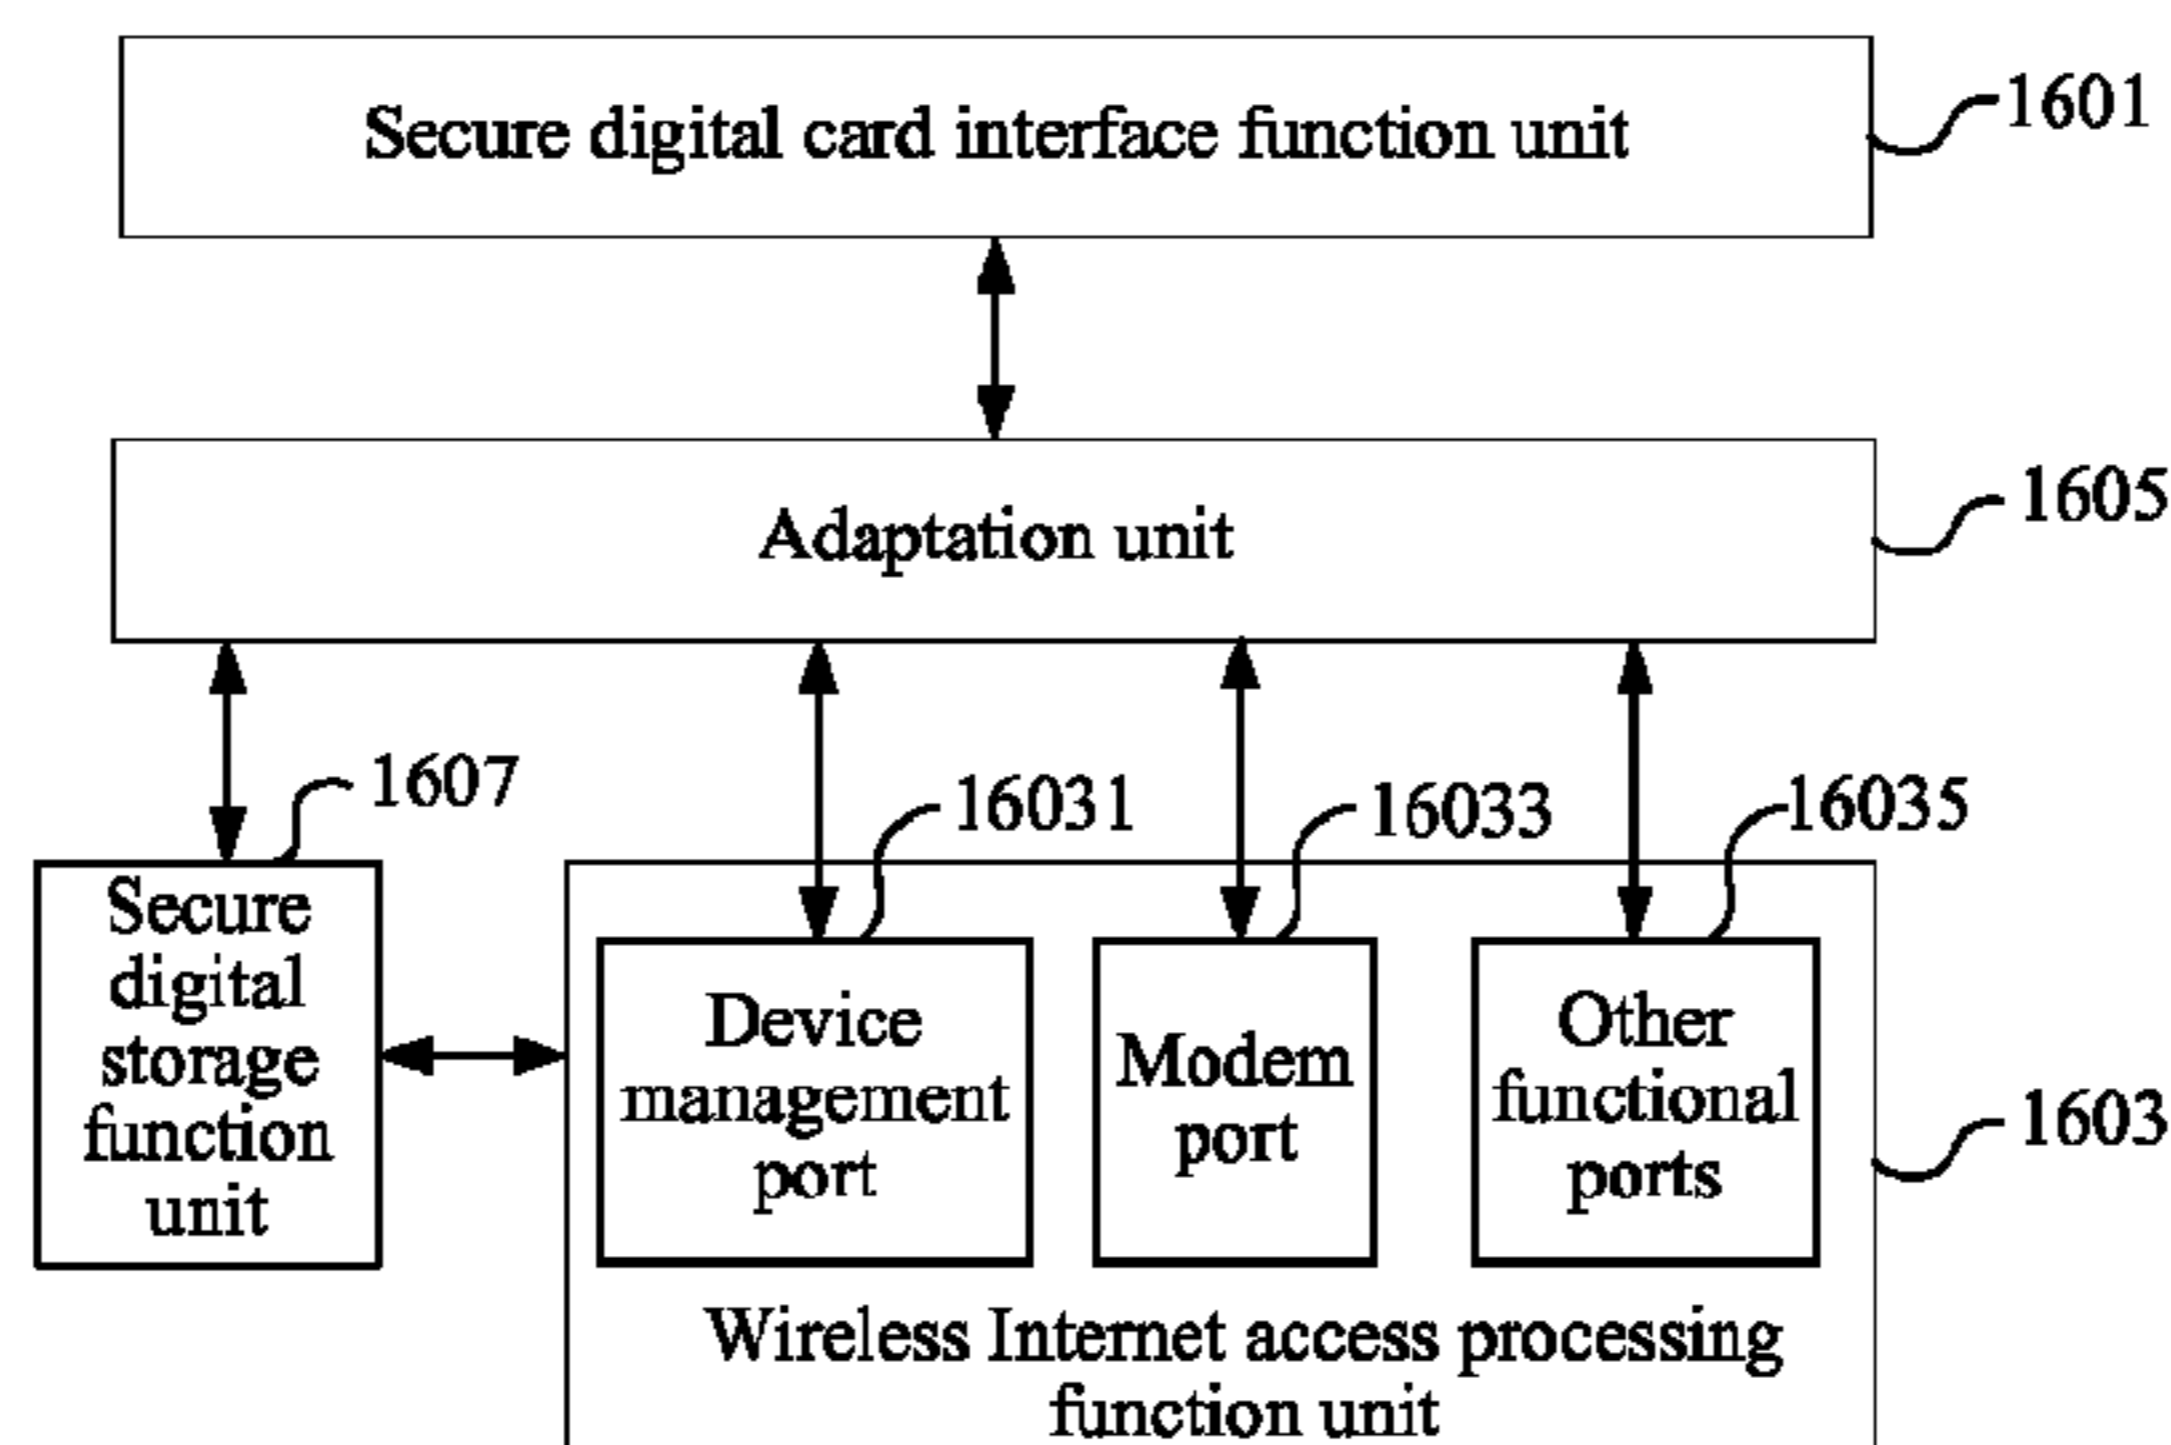 Secure digital card interface function unit
1601
Adaptation unit
1605
1607
16031
16033
16035
Secure
digital
storage
function
unit
Device
management
port
Modem
port
Other
functional
ports
1603
Wireless Internet access processing
function unit